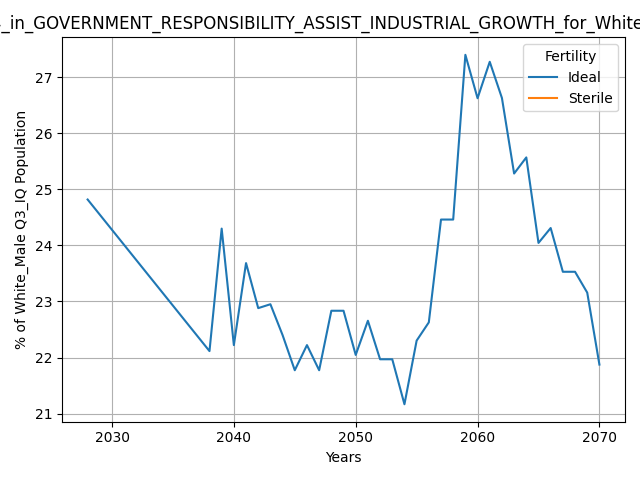 _in_GOVERNMENT_RESPONSIBILITY_ASSIST_INDUSTRIAL_GROWTH_for_White
Fertility
Ideal
Sterile
27
26
25
24
23
22
21
% of White_Male Q3_IQ Population
2030 2040 2050 2060 2070
Years